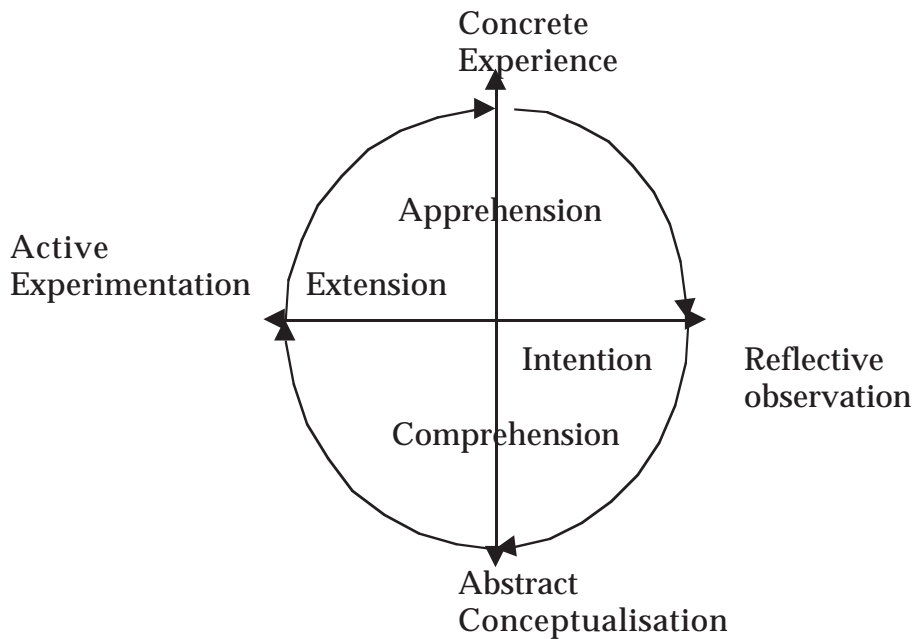 Concrete
Experience
Apprehension
Active
Experimentation
Extension
Intention
Reflective
observation
Comprehension
Abstract
Conceptualisation